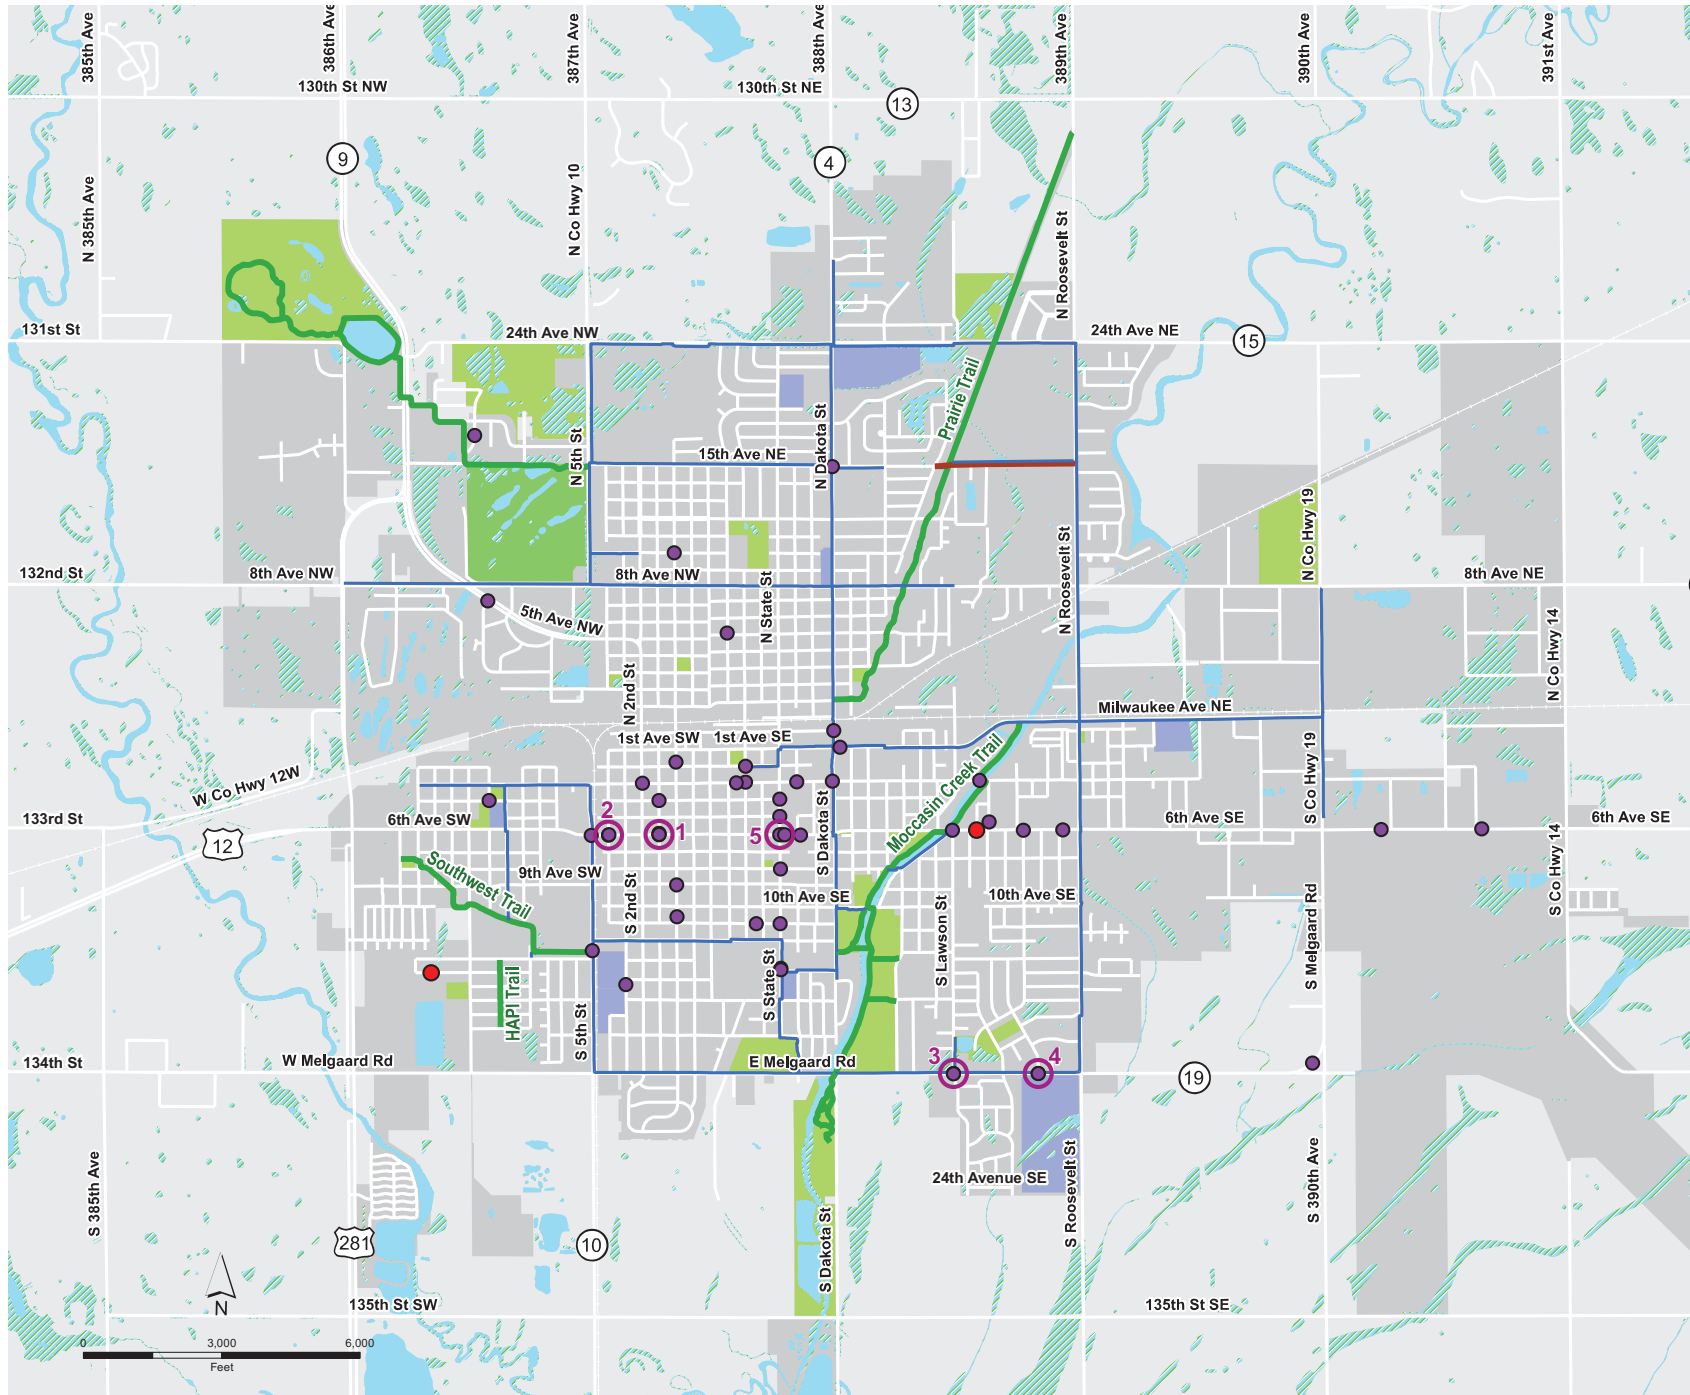 385th Ave
386th Ave
387th Ave
388th Ave
389th Ave
390th Ave
391st Ave
130th St NW
130th St NE
13
9
4
N 385th Ave
N Co Hwy 10
N Roosevelt St
131st St
24th Ave NW
24th Ave NE
15
Prairie Trail
N 5th St
15th Ave NE
N Dakota St
N Co Hwy 19
132nd St
8th Ave NW
8th Ave NW
8th Ave NE
N Roosevelt St
5th Ave NW
N State St
N Co Hwy 14
N 2nd St
Milwaukee Ave NE
1st Ave SW
1st Ave SE
W Co Hwy 12W
Moccasin Creek Trail
S Co Hwy 19
133rd St
12
6th Ave SW
2
1
5
S Dakota St
6th Ave SE
6th Ave SE
Southwest Trail
9th Ave SW
S 2nd St
10th Ave SE
10th Ave SE
S Co Hwy 14
S Lawson St
S Melgaard Rd
HAPI Trail
S State St
S 5th St
134th St
W Melgaard Rd
E Melgaard Rd
3
4
19
S 385th Ave
24th Avenue SE
S Roosevelt St
S 390th Ave
281
10
S Dakota St
N
135th St SW
135th St SE
0
3,000
6,000
Feet